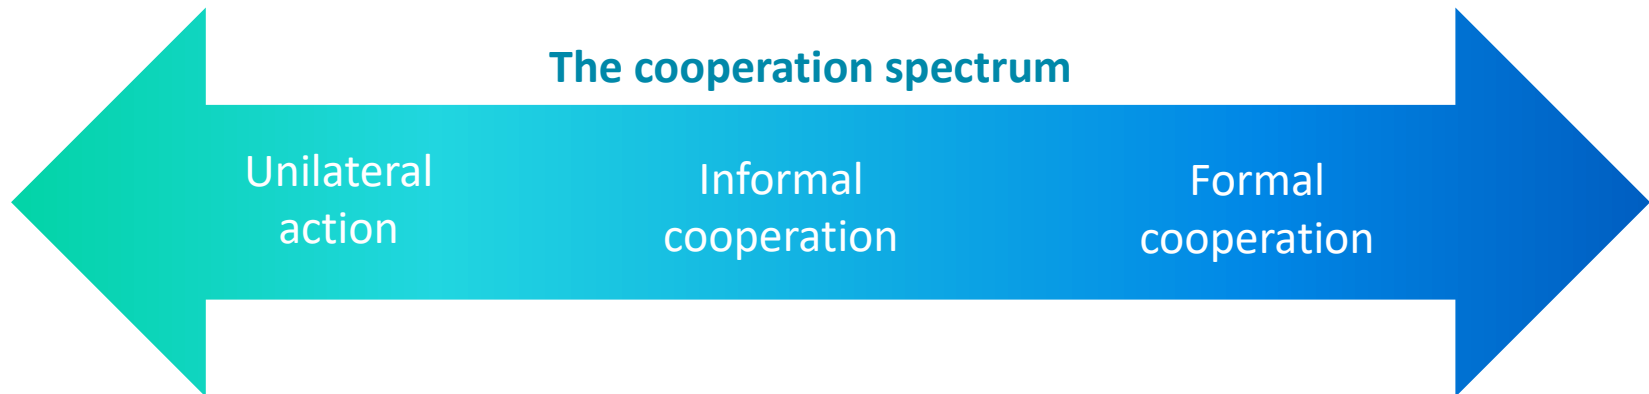 The cooperation spectrum
Unilateral
action
Informal
cooperation
Formal
cooperation